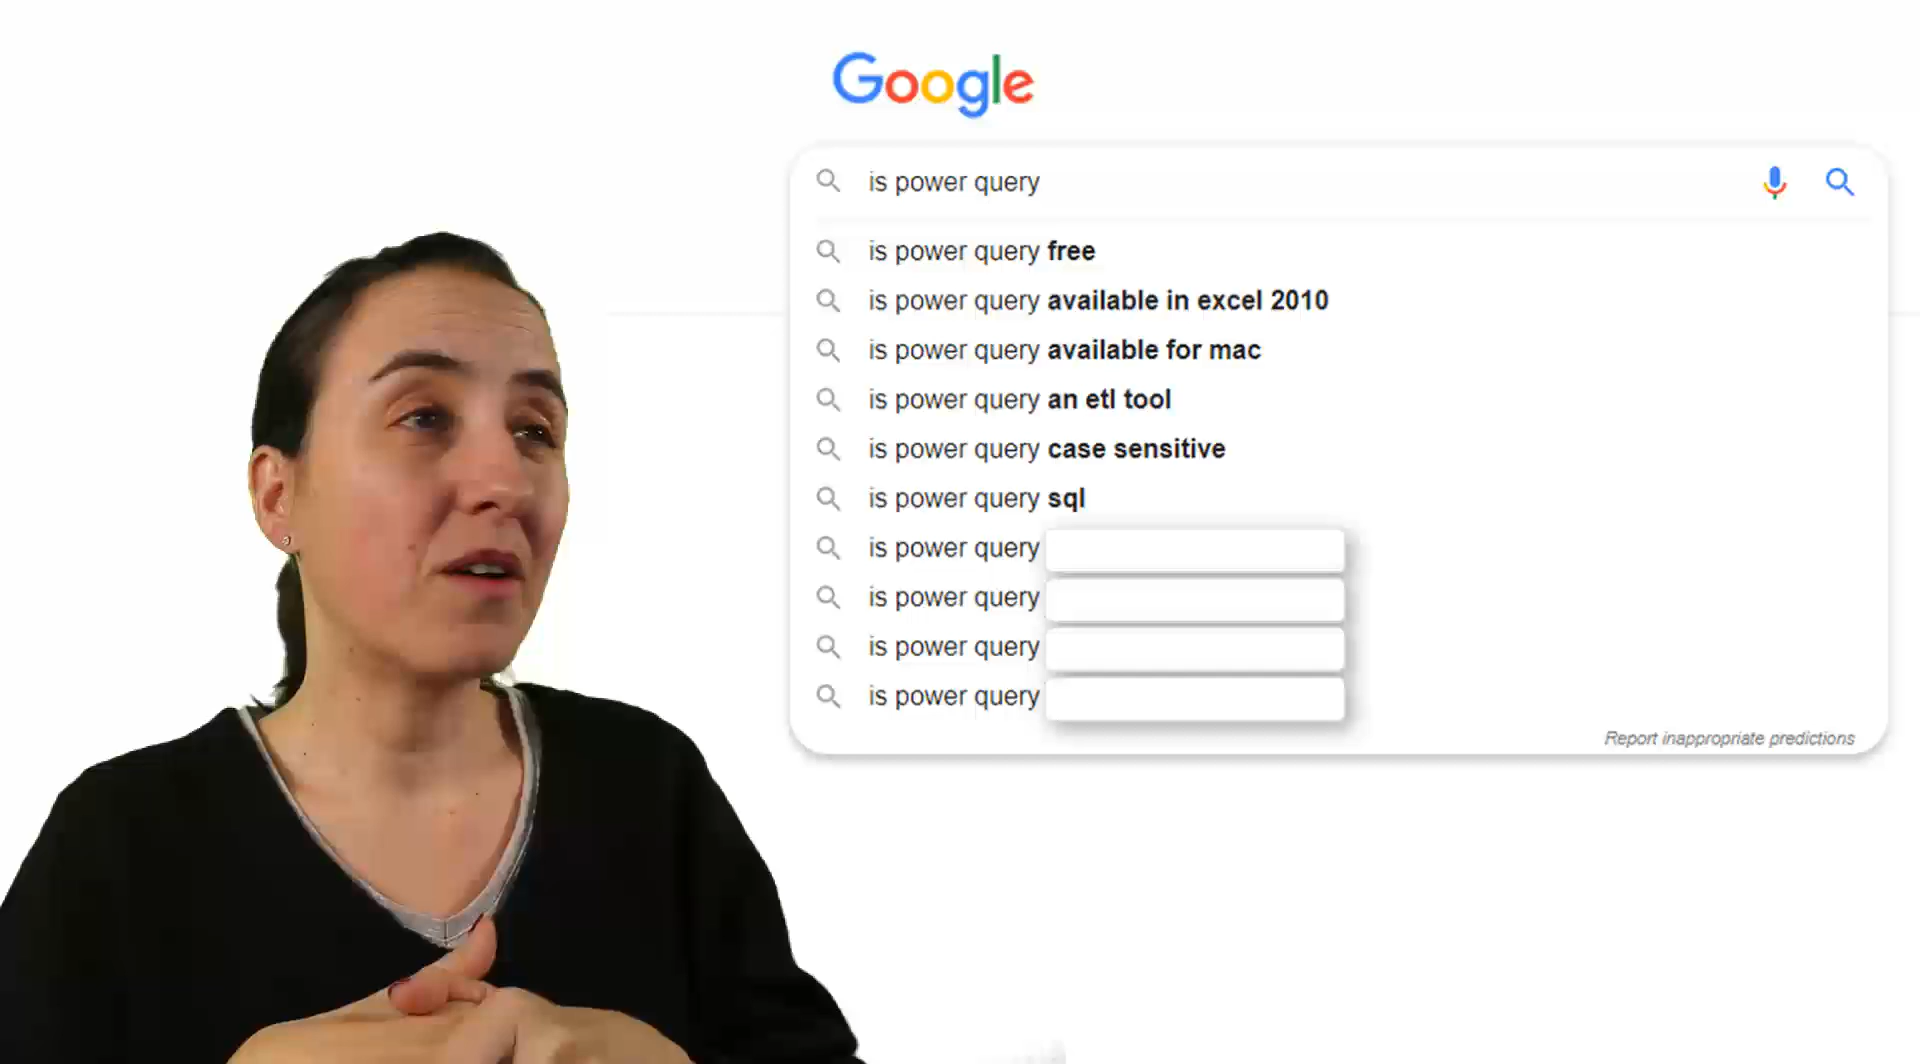 Google
is power query
is power query free
is power query available in excel 2010
is power query available for mac
is power query an etl tool
is power query case sensitive
is power query sql
is power query
is power query
is power query
is power query
Report inappropriate predictions